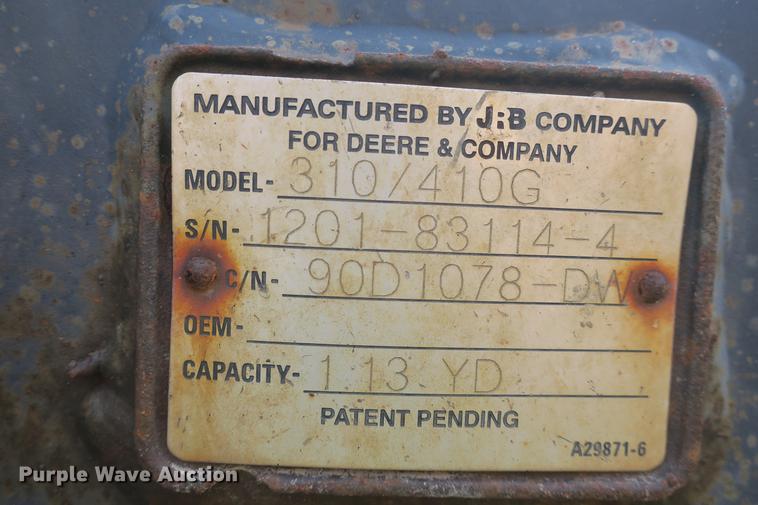 MANUFACTURED BY JRB COMPANY
FOR DEERE & COMPANY
MODEL- 310/410G
S/N- 1201-83114-4
C/N- 90D1078-DW
OEM-
CAPACITY- 1.13 YD
PATENT PENDING
A29871-6
Purple Wave Auction